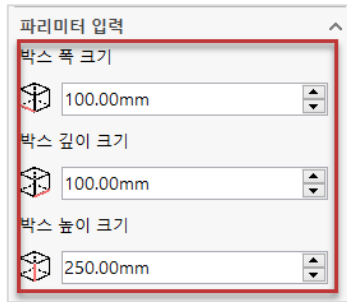 파리미터 입력
박스 폭 크기
100.00mm
박스 깊이 크기
100.00mm
박스 높이 크기
250.00mm